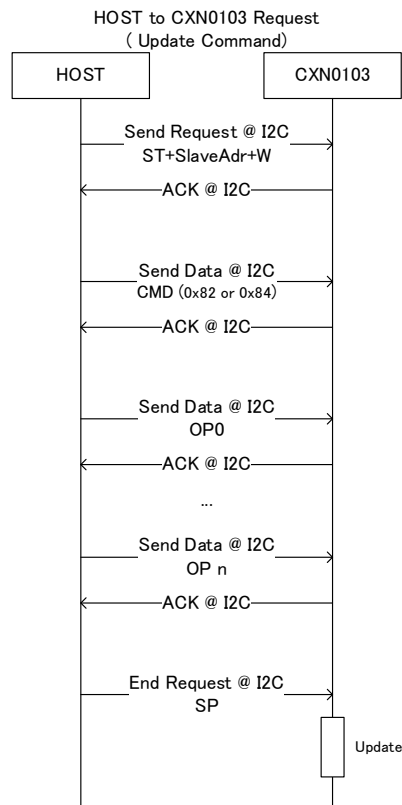 HOST to CXN0103 Request
( Update Command)
HOST
CXN0103
Send Request @ I2C
ST+SlaveAdr+W
ACK @ I2C
Send Data @ I2C
CMD (0x82 or 0x84)
ACK @ I2C
Send Data @ I2C
OP0
ACK @ I2C
...
Send Data @ I2C
OP n
ACK @ I2C
End Request @ I2C
SP
Update